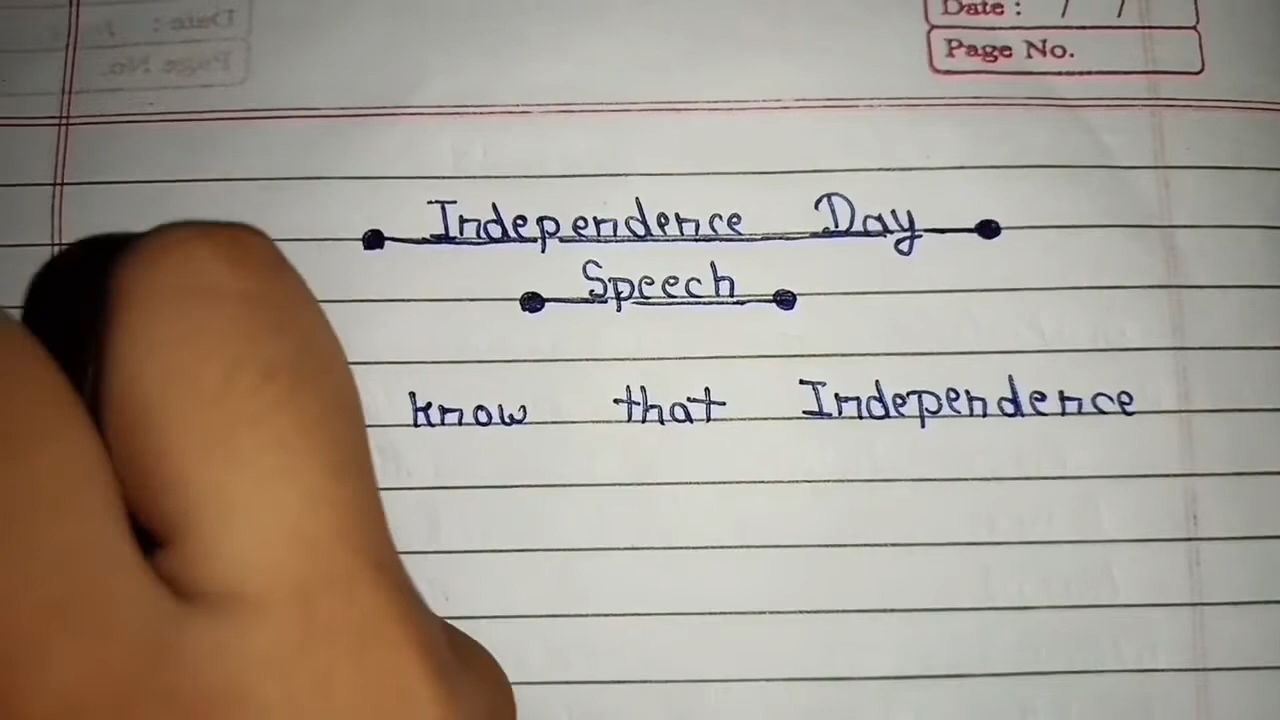 Date : / /
Page No.
Independence Day
Speech
know that Independence